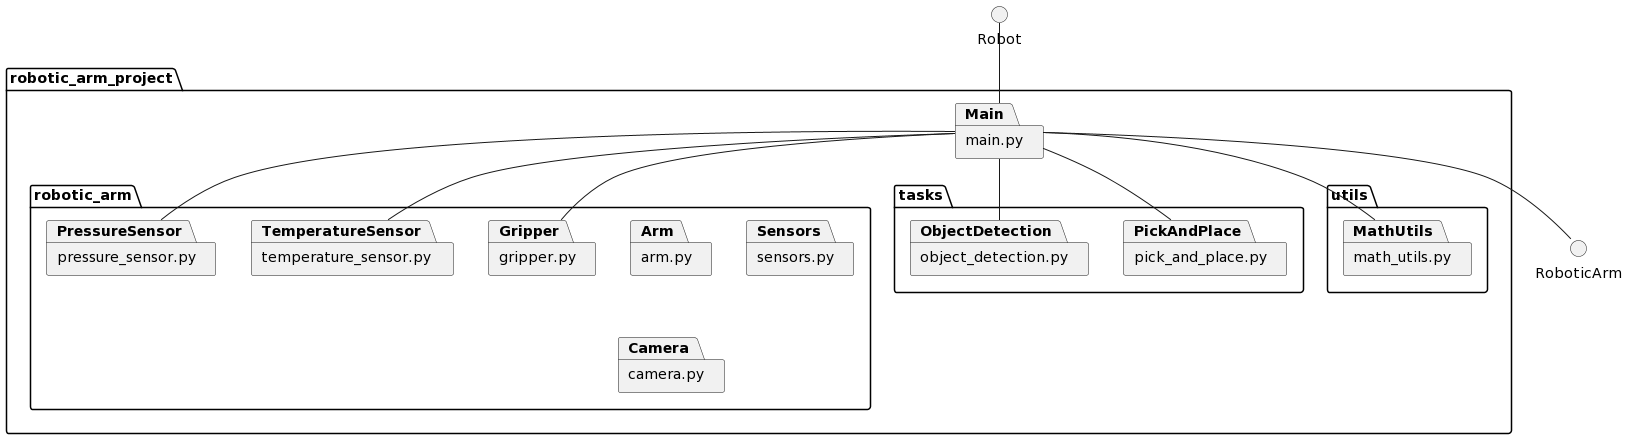 Robot
robotic_arm_project
Main
main.py
robotic_arm
tasks
utils
PressureSensor
pressure_sensor.py
TemperatureSensor
temperature_sensor.py
Gripper
gripper.py
Arm
arm.py
Sensors
sensors.py
ObjectDetection
object_detection.py
PickAndPlace
pick_and_place.py
MathUtils
math_utils.py
RoboticArm
Camera
camera.py